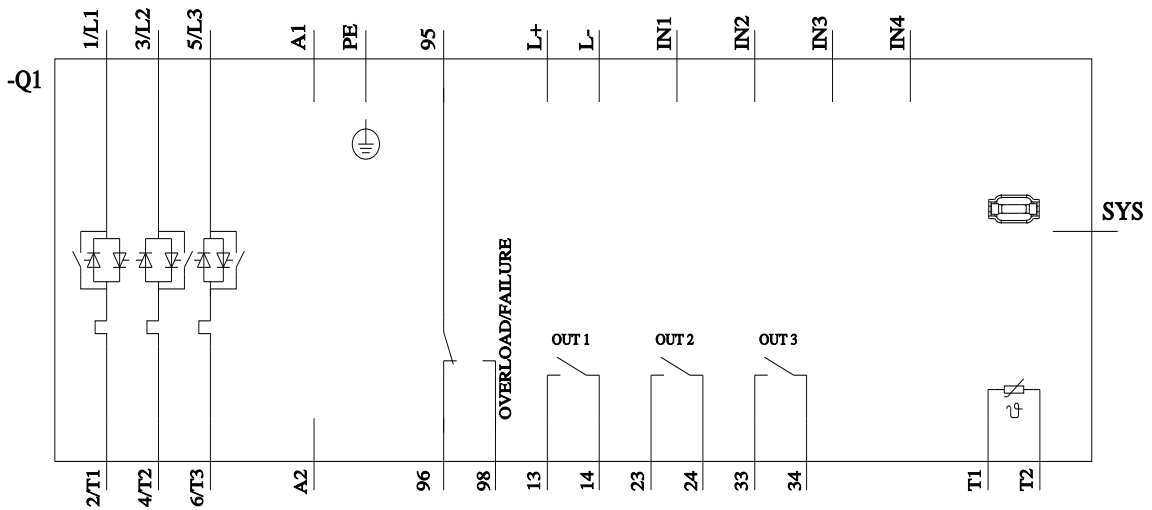 1/L1
3/L2
5/L3
A1
PE
95
L+
L-
IN1
IN2
IN3
IN4
-Q1
SYS
OVERLOAD/FAILURE
OUT 1
OUT 2
OUT 3
ϑ
2/T1
4/T2
6/T3
A2
96
98
13
14
23
24
33
34
T1
T2